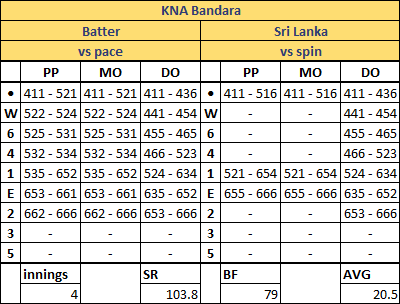 KNA Bandara
Batter Sri Lanka
vs pace vs spin
PP MO DO PP MO DO
• 411 - 521 411 - 521 411 - 436 • 411 - 516 411 - 516 411 - 436
W 522 - 524 522 - 524 441 - 454 W - - 441 - 454
6 525 - 531 525 - 531 455 - 465 6 - - 455 - 465
4 532 - 534 532 - 534 466 - 523 4 - - 466 - 523
1 535 - 652 535 - 652 524 - 634 1 521 - 654 521 - 654 524 - 634
E 653 - 661 653 - 661 635 - 652 E 655 - 666 655 - 666 635 - 652
2 662 - 666 662 - 666 653 - 666 2 - - 653 - 666
3 - - - 3 - - -
5 - - - 5 - - -
innings SR BF AVG
4 103.8 79 20.5